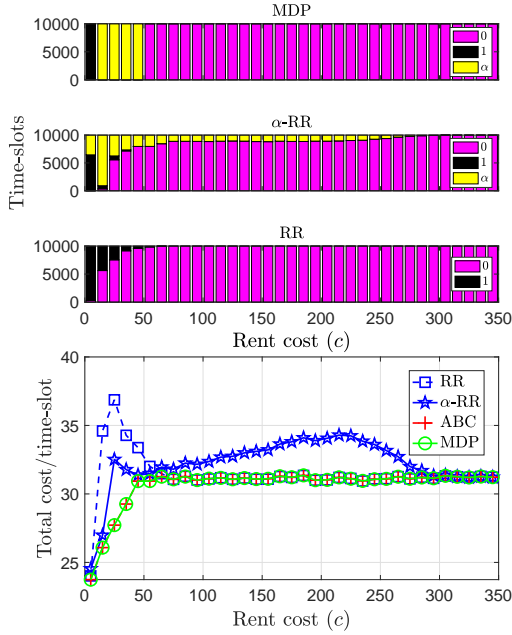 MDP
10000
5000
0
0
1
α
α-RR
10000
5000
0
0
1
α
Time-slots
RR
10000
5000
0
0
1
0 50 100 150 200 250 300 350
Rent cost (c)
40
35
30
25
Total cost/time-slot
RR
α-RR
ABC
MDP
0 50 100 150 200 250 300 350
Rent cost (c)